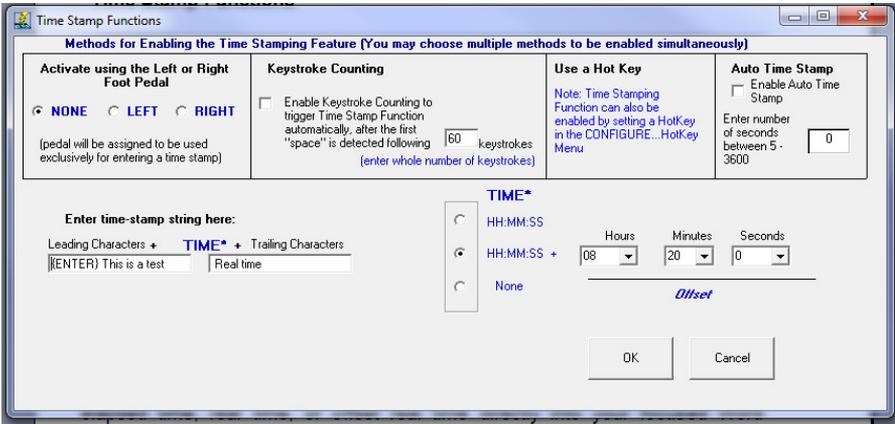 Time Stamp Functions
Methods for Enabling the Time Stamping Feature (You may choose multiple methods to be enabled simultaneously)
Activate using the Left or Right
Foot Pedal
NONE LEFT RIGHT
(pedal will be assigned to be used
exclusively for entering a time stamp)
Keystroke Counting
Enable Keystroke Counting to
trigger Time Stamp Function
automatically, after the first
"space" is detected following 60 keystrokes
(enter whole number of keystrokes)
Use a Hot Key
Note: Time Stamping
Function can also be
enabled by setting a HotKey
in the CONFIGURE...HotKey
Menu
Auto Time Stamp
Enable Auto Time
Stamp
Enter number
of seconds
between 5 -
3600
0
Enter time-stamp string here:
Leading Characters + TIME* + Trailing Characters
{ENTER} This is a test Real time
TIME*
HH:MM:SS
HH:MM:SS +
None
Hours Minutes Seconds
08 20 0
Offset
OK Cancel